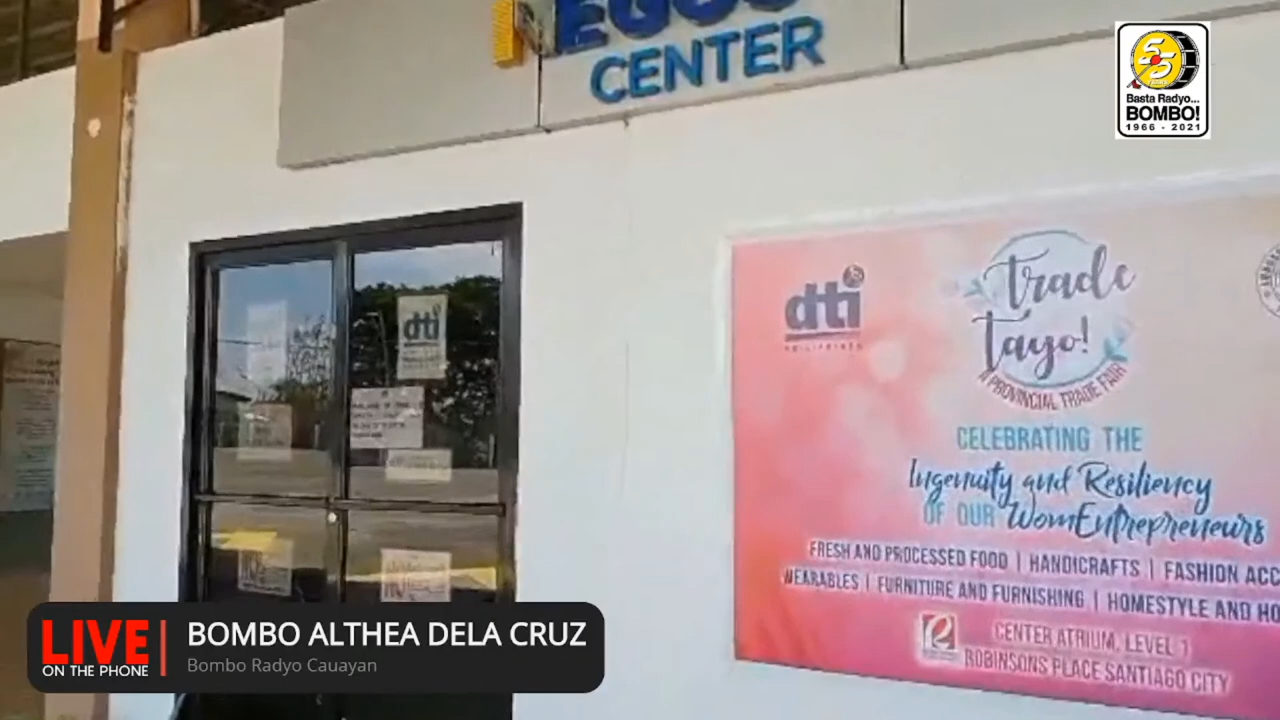 CENTER
55
Basta Radyo...
BOMBO!
1966 - 2021
dti
dti
PHILIPPINES
trade
tayo!
A PROVINCIAL TRADE FAIR
CELEBRATING THE
Ingenuity and Resiliency
OF OUR WomEntrepreneurs
FRESH AND PROCESSED FOOD | HANDICRAFTS | FASHION ACC
WEARABLES | FURNITURE AND FURNISHING | HOMESTYLE AND HO
CENTER ATRIUM, LEVEL 1
ROBINSONS PLACE SANTIAGO CITY
LIVE
ON THE PHONE
BOMBO ALTHEA DELA CRUZ
Bombo Radyo Cauayan